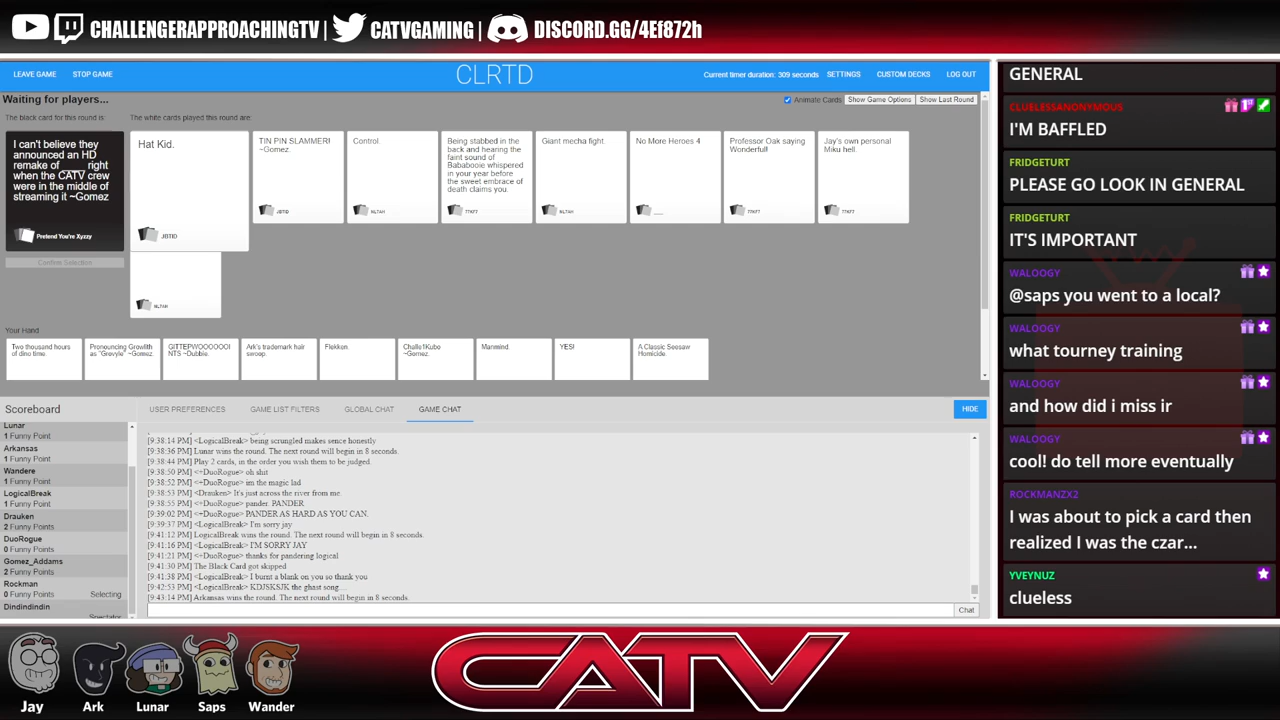 CHALLENGERAPPROACHINGTV | CATVGAMING | DISCORD.GG/4Ef872h
LEAVE GAME STOP GAME CLRTD Current timer duration: 309 seconds SETTINGS CUSTOM DECKS LOG OUT
Waiting for players...
Animate Cards Show Game Options Show Last Round
The black card for this round is:
I can't believe they
announced an HD
remake of ____ right
when the CATV crew
were in the middle of
streaming it ~Gomez
Pretend You're Xyzzy
Confirm Selection
The white cards played this round are:
Hat Kid.
JBTID
TIN PIN SLAMMER!
~Gomez.
JBTID
Control.
NLTAH
Being stabbed in the
back and hearing the
faint sound of
Bababooie whispered
in your year before
the sweet embrace of
death claims you.
77KF7
Giant mecha fight.
NLTAH
No More Heroes 4
____
Professor Oak saying
Wonderful!
77KF7
Jay's own personal
Miku hell.
77KF7
NLTAH
Your Hand
Two thousand hours
of dino time.
Pronouncing Growlith
as "Grevyle" ~Gomez.
GITTEPWOOOOOOI
NTS ~Dubbie.
Ark's trademark hair
swoop.
Flekken.
Challe1Kubo
~Gomez.
Manmind.
YES!
A Classic Seesaw
Homicide.
Scoreboard
Lunar
1 Funny Point
Arkansas
1 Funny Point
Wandere
1 Funny Point
LogicalBreak
1 Funny Point
Drauken
2 Funny Points
DuoRogue
0 Funny Points
Gomez_Addams
2 Funny Points
Rockman
0 Funny Points Selecting
Dindindindin
Spectator
USER PREFERENCES GAME LIST FILTERS GLOBAL CHAT GAME CHAT HIDE
[9:38:14 PM] <LogicalBreak> being scrungled makes sence honestly
[9:38:36 PM] Lunar wins the round. The next round will begin in 8 seconds.
[9:38:44 PM] Play 2 cards, in the order you wish them to be judged.
[9:38:50 PM] <+DuoRogue> oh shit
[9:38:52 PM] <+DuoRogue> im the magic lad
[9:38:53 PM] <Drauken> It's just across the river from me.
[9:38:55 PM] <+DuoRogue> pander. PANDER
[9:39:02 PM] <+DuoRogue> PANDER AS HARD AS YOU CAN.
[9:39:37 PM] <LogicalBreak> I'm sorry jay
[9:41:12 PM] LogicalBreak wins the round. The next round will begin in 8 seconds.
[9:41:16 PM] <LogicalBreak> I'M SORRY JAY
[9:41:21 PM] <+DuoRogue> thanks for pandering logical
[9:41:30 PM] The Black Card got skipped
[9:41:38 PM] <LogicalBreak> I burnt a blank on you so thank you
[9:42:53 PM] <LogicalBreak> KDJSKSJK the ghast song...
[9:43:14 PM] Arkansas wins the round. The next round will begin in 8 seconds.
Chat
GENERAL
CLUELESSANONYMOUS
I'M BAFFLED
FRIDGETURT
PLEASE GO LOOK IN GENERAL
FRIDGETURT
IT'S IMPORTANT
WALOOGY
@saps you went to a local?
WALOOGY
what tourney training
WALOOGY
and how did i miss ir
WALOOGY
cool! do tell more eventually
ROCKMANZX2
I was about to pick a card then
realized I was the czar...
YVEYNUZ
clueless
Jay Ark Lunar Saps Wander
CATV